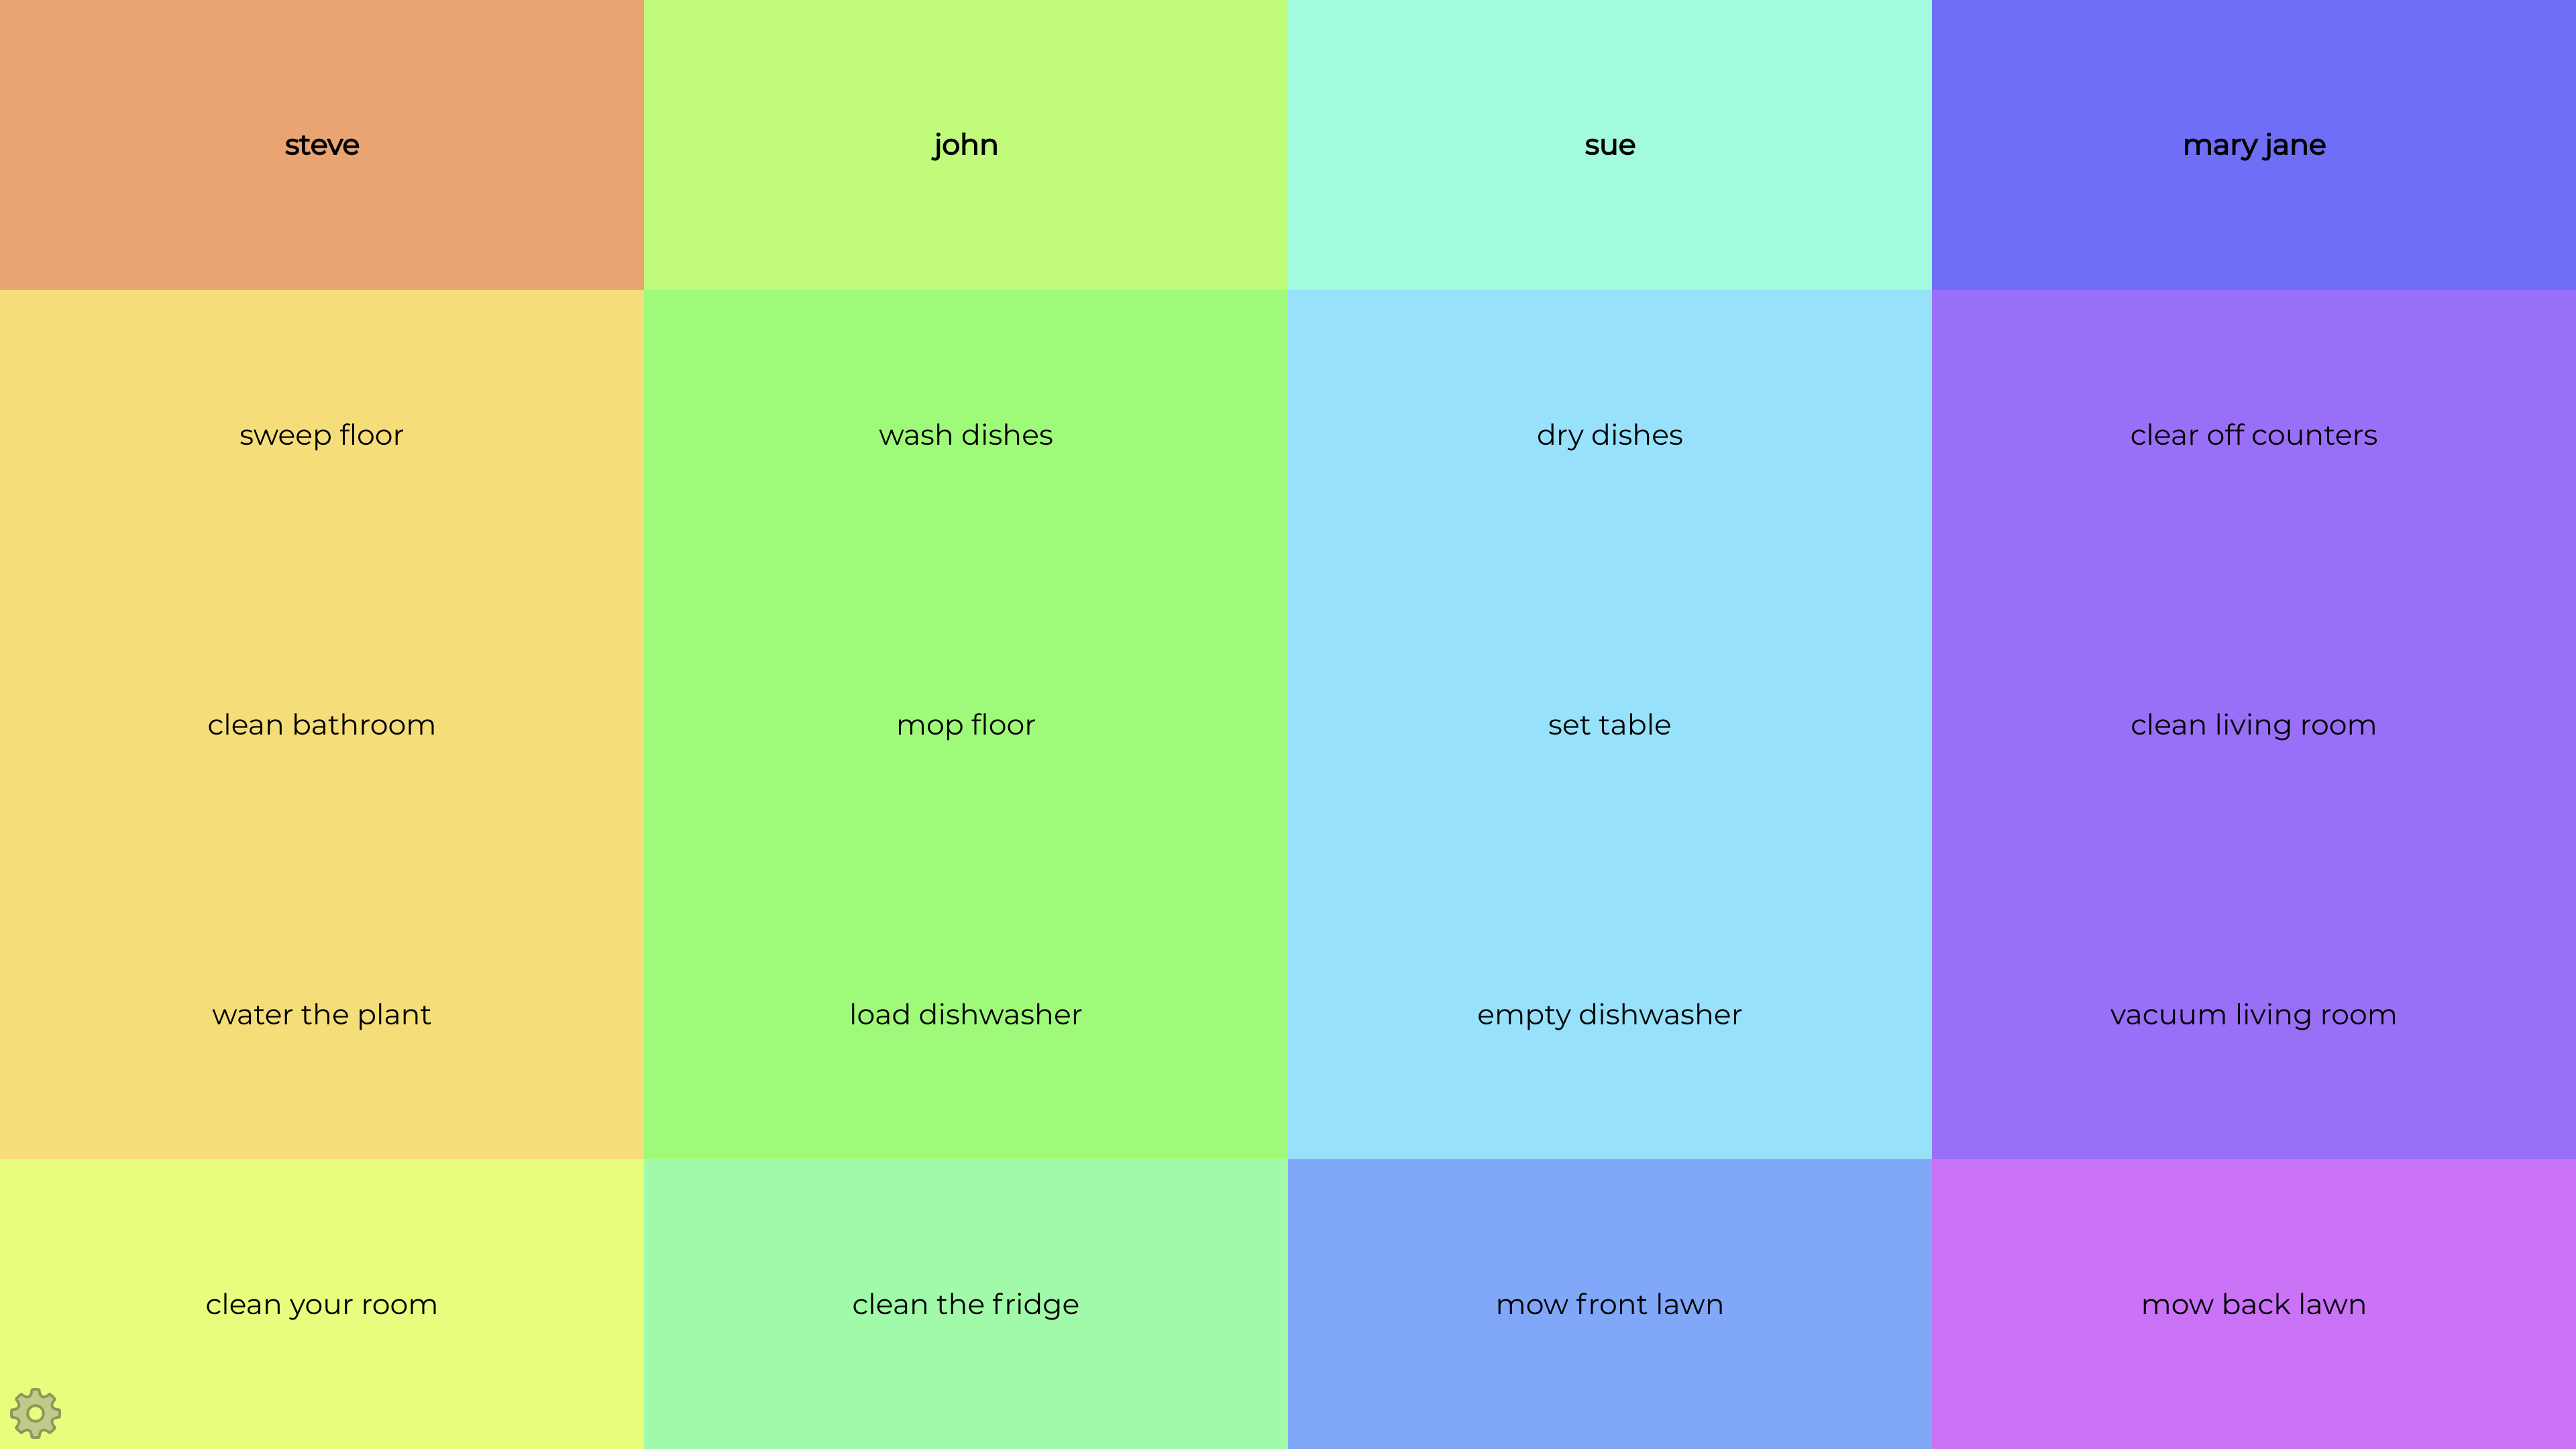 steve john sue mary jane
sweep floor wash dishes dry dishes clear off counters
clean bathroom mop floor set table clean living room
water the plant load dishwasher empty dishwasher vacuum living room
clean your room clean the fridge mow front lawn mow back lawn